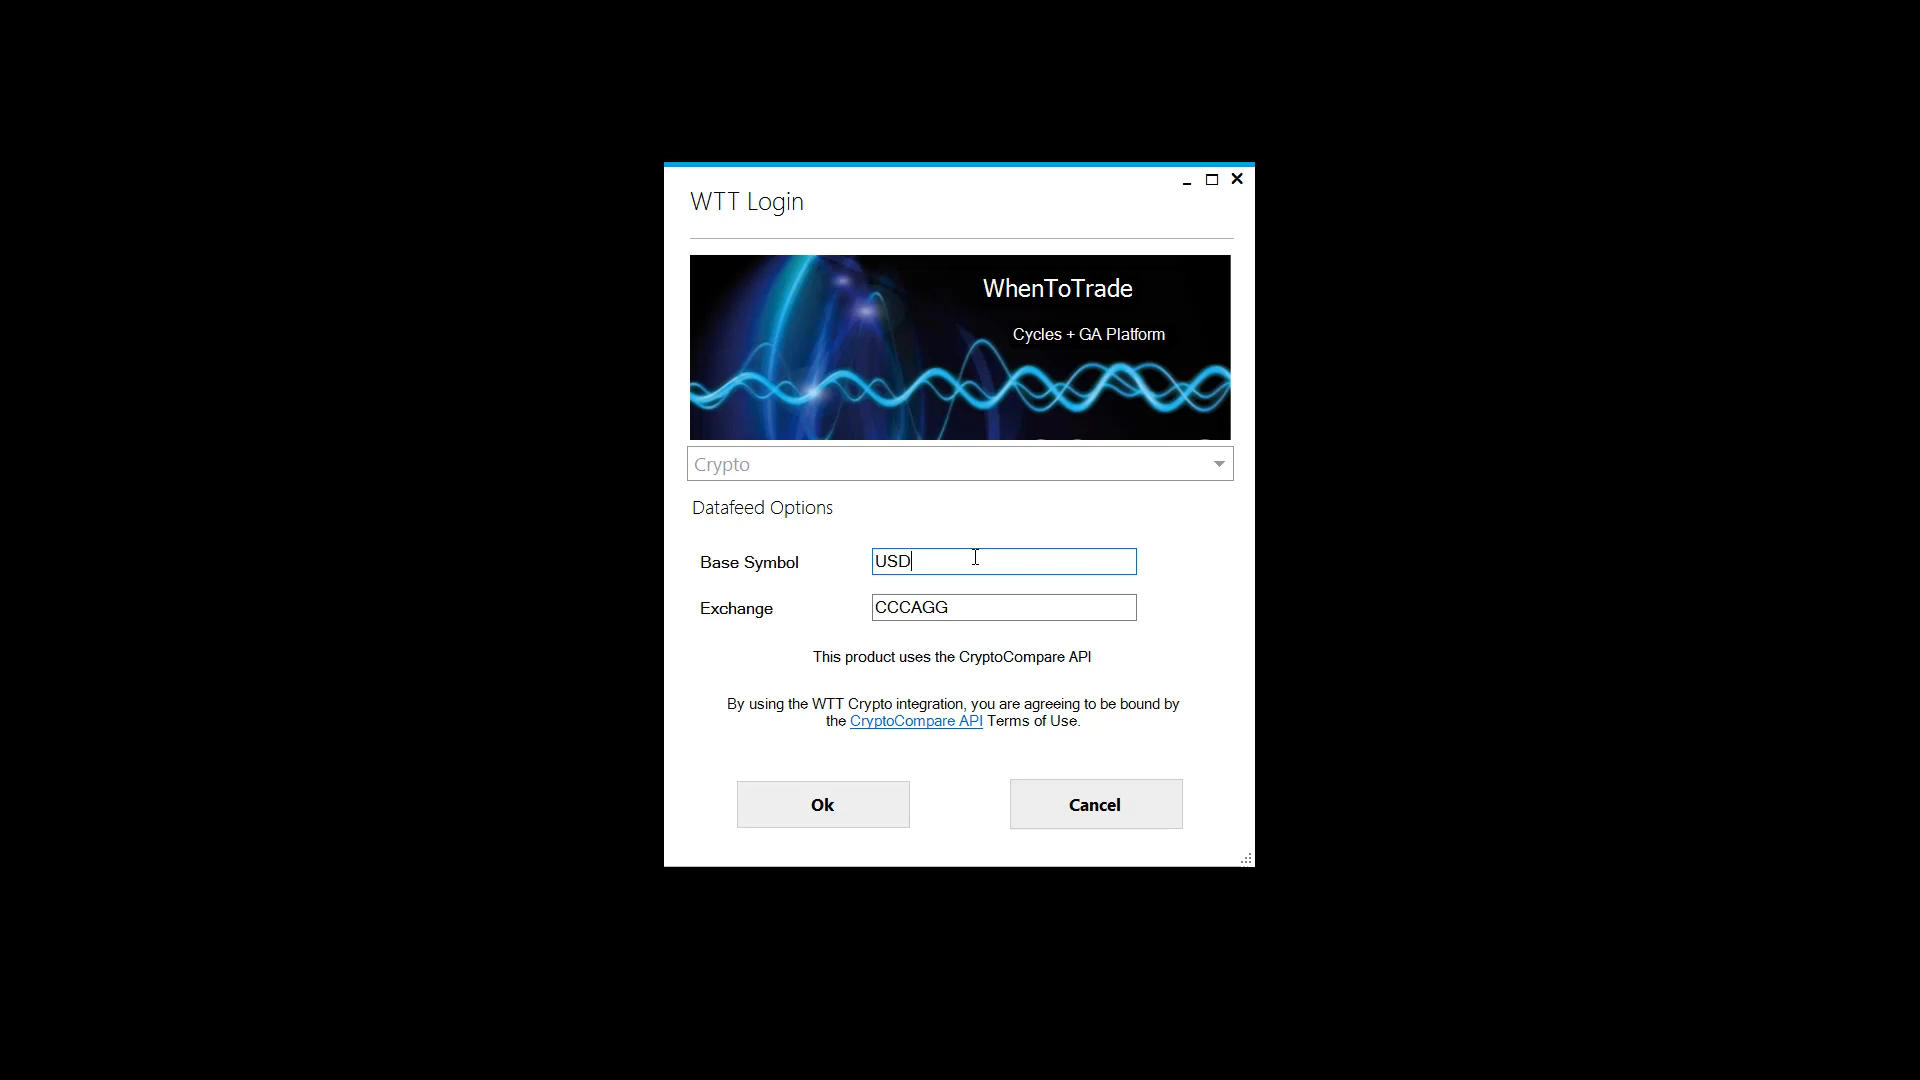 WTT Login
WhenToTrade
Cycles + GA Platform
Crypto
Datafeed Options
Base Symbol
USD
Exchange
CCCAGG
This product uses the CryptoCompare API
By using the WTT Crypto integration, you are agreeing to be bound by
the CryptoCompare API Terms of Use.
Ok
Cancel